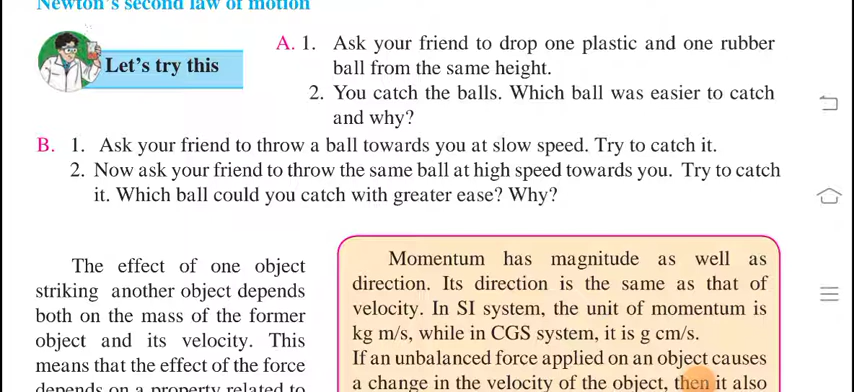 Newton's second law of motion
Let's try this
A. 1. Ask your friend to drop one plastic and one rubber
ball from the same height.
2. You catch the balls. Which ball was easier to catch
and why?
B. 1. Ask your friend to throw a ball towards you at slow speed. Try to catch it.
2. Now ask your friend to throw the same ball at high speed towards you. Try to catch
it. Which ball could you catch with greater ease? Why?
The effect of one object
striking another object depends
both on the mass of the former
object and its velocity. This
means that the effect of the force
depends on a property related to
Momentum has magnitude as well as
direction. Its direction is the same as that of
velocity. In SI system, the unit of momentum is
kg m/s, while in CGS system, it is g cm/s.
If an unbalanced force applied on an object causes
a change in the velocity of the object, then it also